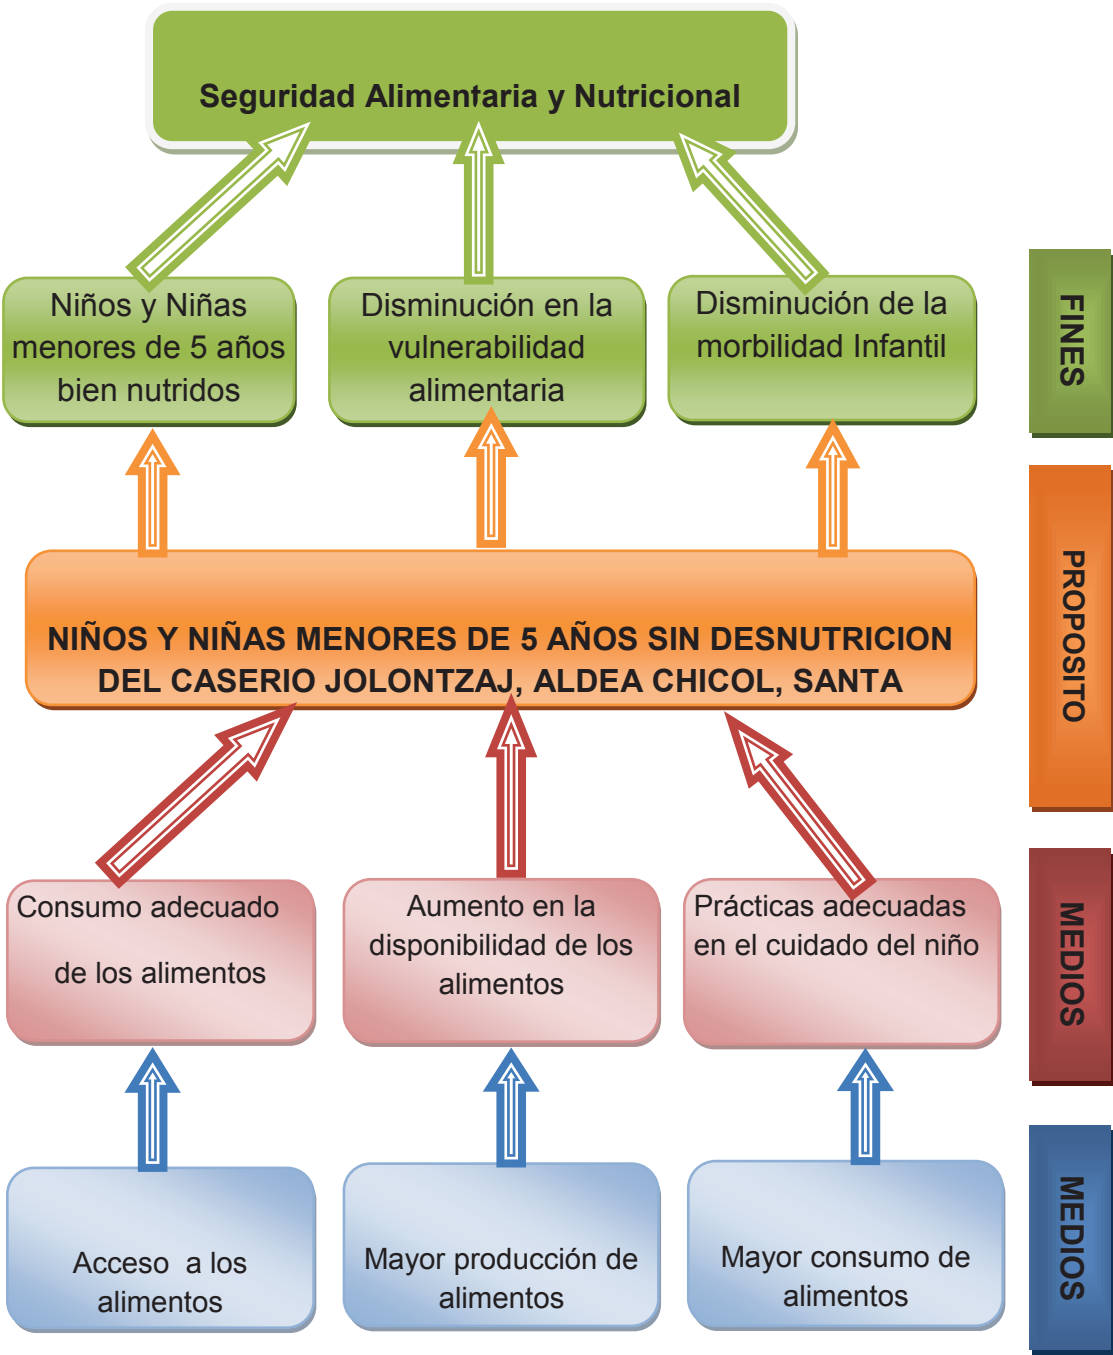 Seguridad Alimentaria y Nutricional
Niños y Niñas
menores de 5 años
bien nutridos
Disminución en la
vulnerabilidad
alimentaria
Disminución de la
morbilidad Infantil
FINES
NIÑOS Y NIÑAS MENORES DE 5 AÑOS SIN DESNUTRICION
DEL CASERIO JOLONTZAJ, ALDEA CHICOL, SANTA
PROPOSITO
Consumo adecuado
de los alimentos
Aumento en la
disponibilidad de los
alimentos
Prácticas adecuadas
en el cuidado del niño
MEDIOS
Acceso a los
alimentos
Mayor producción de
alimentos
Mayor consumo de
alimentos
MEDIOS